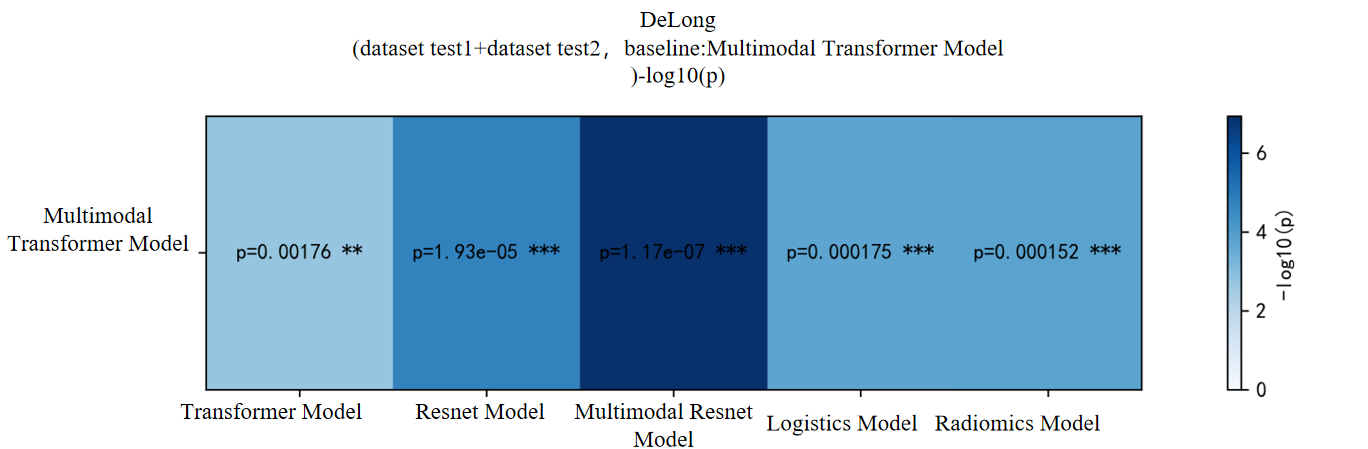 DeLong
(dataset test1+dataset test2，baseline:Multimodal Transformer Model
)-log10(p)
Multimodal
Transformer Model
p=0.00176 **
p=1.93e-05 ***
p=1.17e-07 ***
p=0.000175 ***
p=0.000152 ***
Transformer Model
Resnet Model
Multimodal Resnet
Model
Logistics Model
Radiomics Model
6
4
2
0
-log10(p)